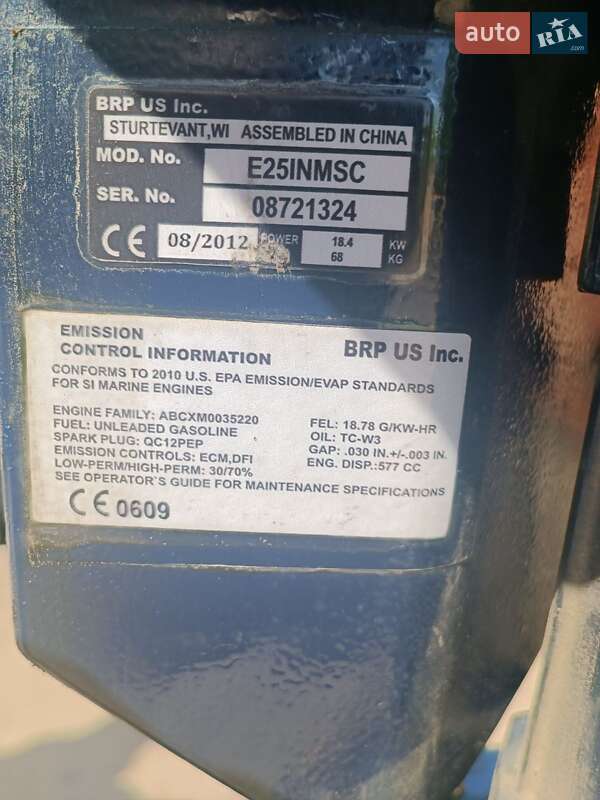 auto RIA.com
BRP US Inc.
STURTEVANT,WI ASSEMBLED IN CHINA
MOD. No. E25INMSC
SER. No. 08721324
CE 08/2012 POWER 18.4 KW
68 KG
EMISSION
CONTROL INFORMATION BRP US Inc.
CONFORMS TO 2010 U.S. EPA EMISSION/EVAP STANDARDS
FOR SI MARINE ENGINES
ENGINE FAMILY: ABCXM0035220 FEL: 18.78 G/KW-HR
FUEL: UNLEADED GASOLINE OIL: TC-W3
SPARK PLUG: QC12PEP GAP: .030 IN.+/-.003 IN.
EMISSION CONTROLS: ECM,DFI ENG. DISP.:577 CC
LOW-PERM/HIGH-PERM: 30/70%
SEE OPERATOR`S GUIDE FOR MAINTENANCE SPECIFICATIONS
CE 0609